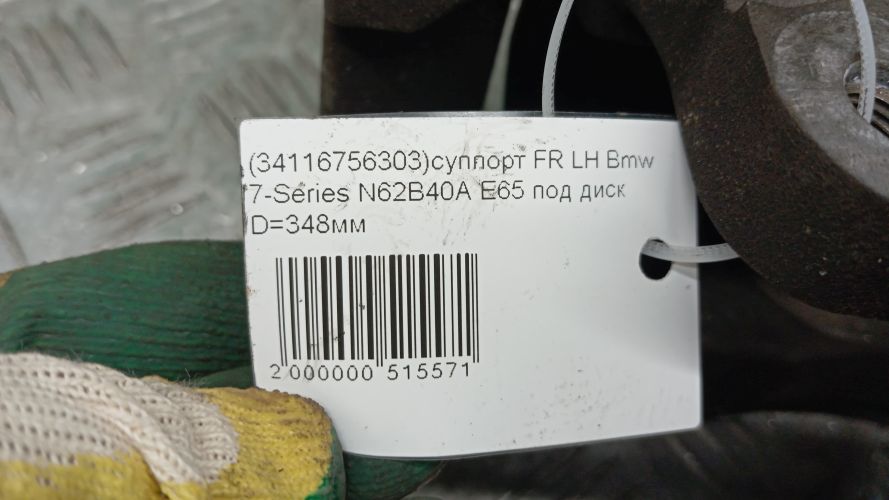 (34116756303)суппорт FR LH Bmw
7-Series N62B40A E65 под диск
D=348мм
2 000000 515571